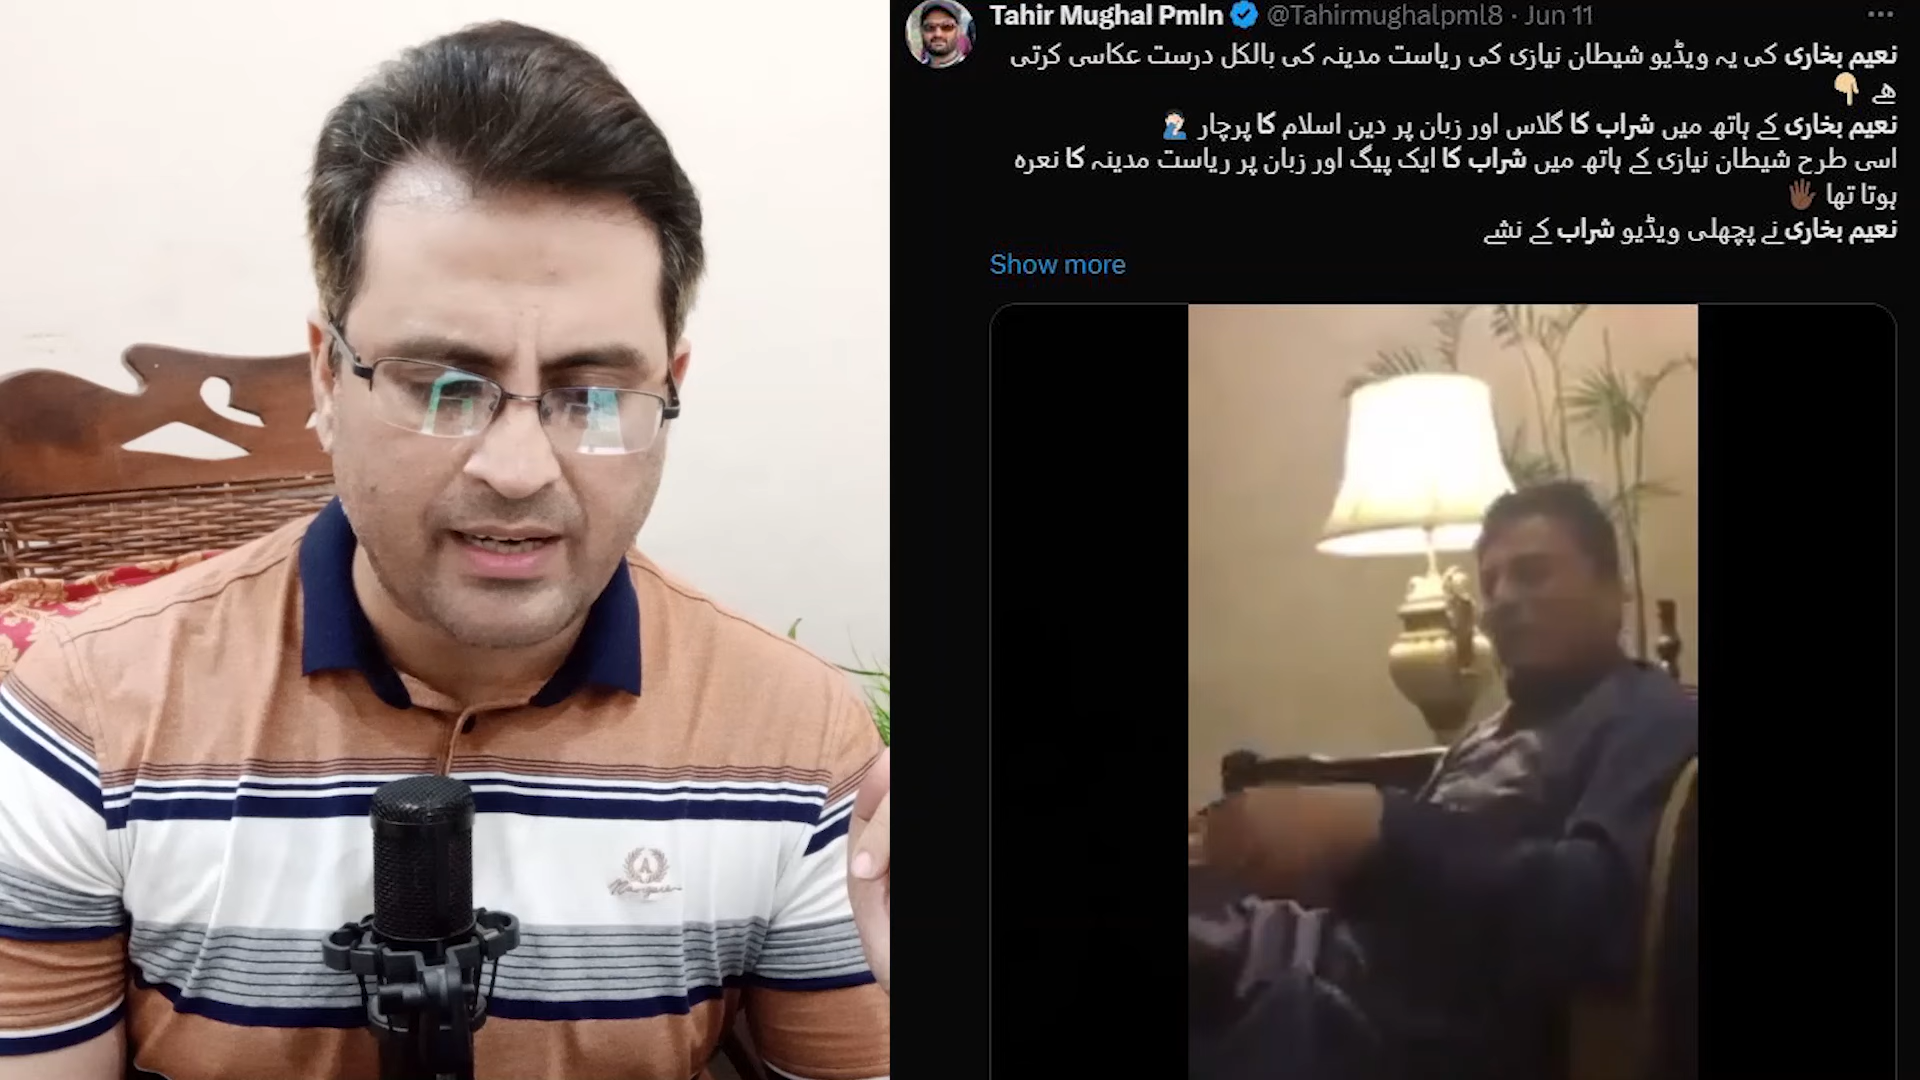 Tahir Mughal Pmln @Tahirmughalpml8 · Jun 11
نعیم بخاری کی یہ ویڈیو شیطان نیازی کی ریاست مدینہ کی بالکل درست عکاسی کرتی
ھے 👇🏼
نعیم بخاری کے ہاتھ میں شراب کا گلاس اور زبان پر دین اسلام کا پرچار 🤦🏻‍♂️
اسی طرح شیطان نیازی کے ہاتھ میں شراب کا ایک پیگ اور زبان پر ریاست مدینہ کا نعرہ
ہوتا تھا 🖐🏿
نعیم بخاری نے پچھلی ویڈیو شراب کے نشے
Show more
A